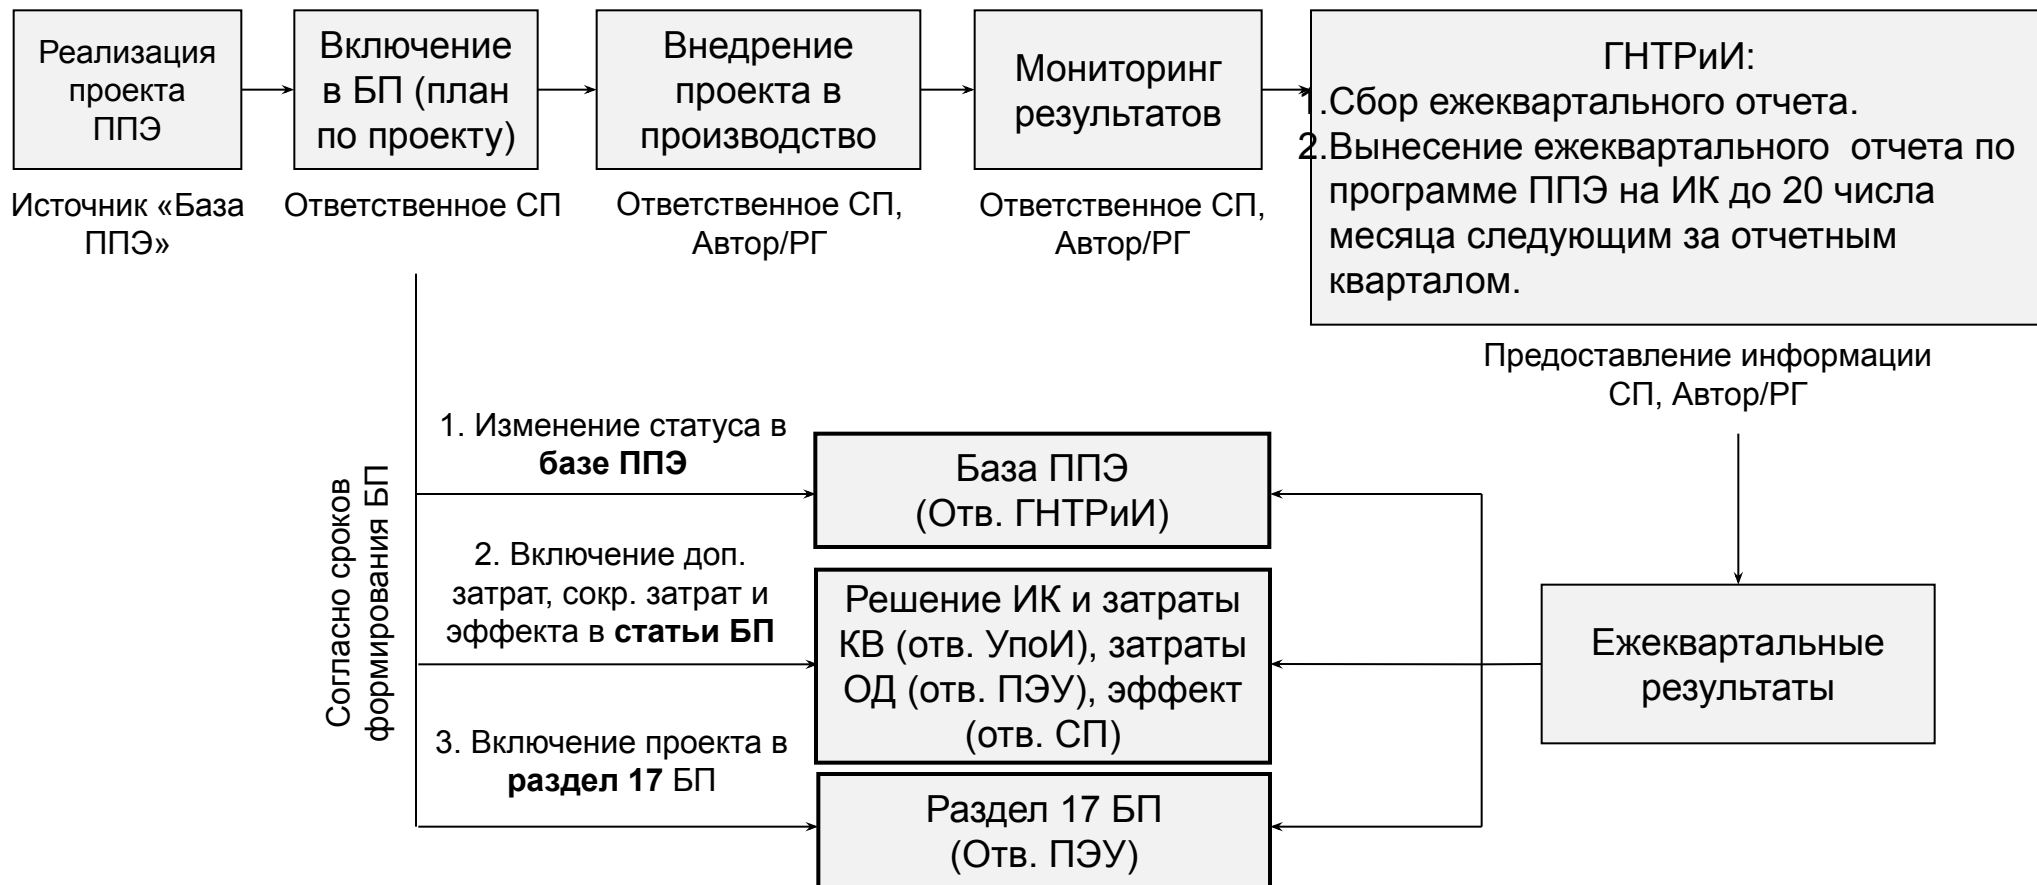 Реализация
проекта
ППЭ
Включение
в БП (план
по проекту)
Внедрение
проекта в
производство
Мониторинг
результатов
ГНТРиИ:
1.Сбор ежеквартального отчета.
2.Вынесение ежеквартального отчета по
программе ППЭ на ИК до 20 числа
месяца следующим за отчетным
кварталом.
Источник «База
ППЭ»
Ответственное СП
Ответственное СП,
Автор/РГ
Ответственное СП,
Автор/РГ
Предоставление информации
СП, Автор/РГ
Согласно сроков
формирования БП
1. Изменение статуса в
базе ППЭ
База ППЭ
(Отв. ГНТРиИ)
2. Включение доп.
затрат, сокр. затрат и
эффекта в статьи БП
Решение ИК и затраты
КВ (отв. УпоИ), затраты
ОД (отв. ПЭУ), эффект
(отв. СП)
Ежеквартальные
результаты
3. Включение проекта в
раздел 17 БП
Раздел 17 БП
(Отв. ПЭУ)